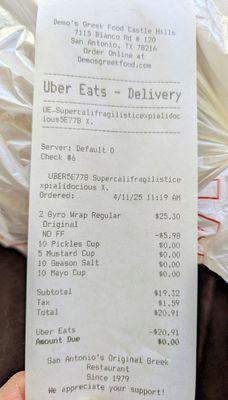 Demo's Greek Food Castle Hills
7115 Blanco Rd # 120
San Antonio, TX 78216
Order Online at
Demosgreekfood.com
Uber Eats - Delivery
UE-Supercalifragilisticexpialidoc
ious5E77B X.
Server: Default O
Check #6
UBER5E77B Supercalifragilistice
xpialidocious X.
Ordered: 4/11/25 11:19 AM
2 Gyro Wrap Regular $25.30
Original
NO FF -$5.98
10 Pickles Cup $0.00
5 Mustard Cup $0.00
10 Season Salt $0.00
10 Mayo Cup $0.00
Subtotal $19.32
Tax $1.59
Total $20.91
Uber Eats -$20.91
Amount Due $0.00
San Antonio's Original Greek
Restaurant
Since 1979
We appreciate your support!